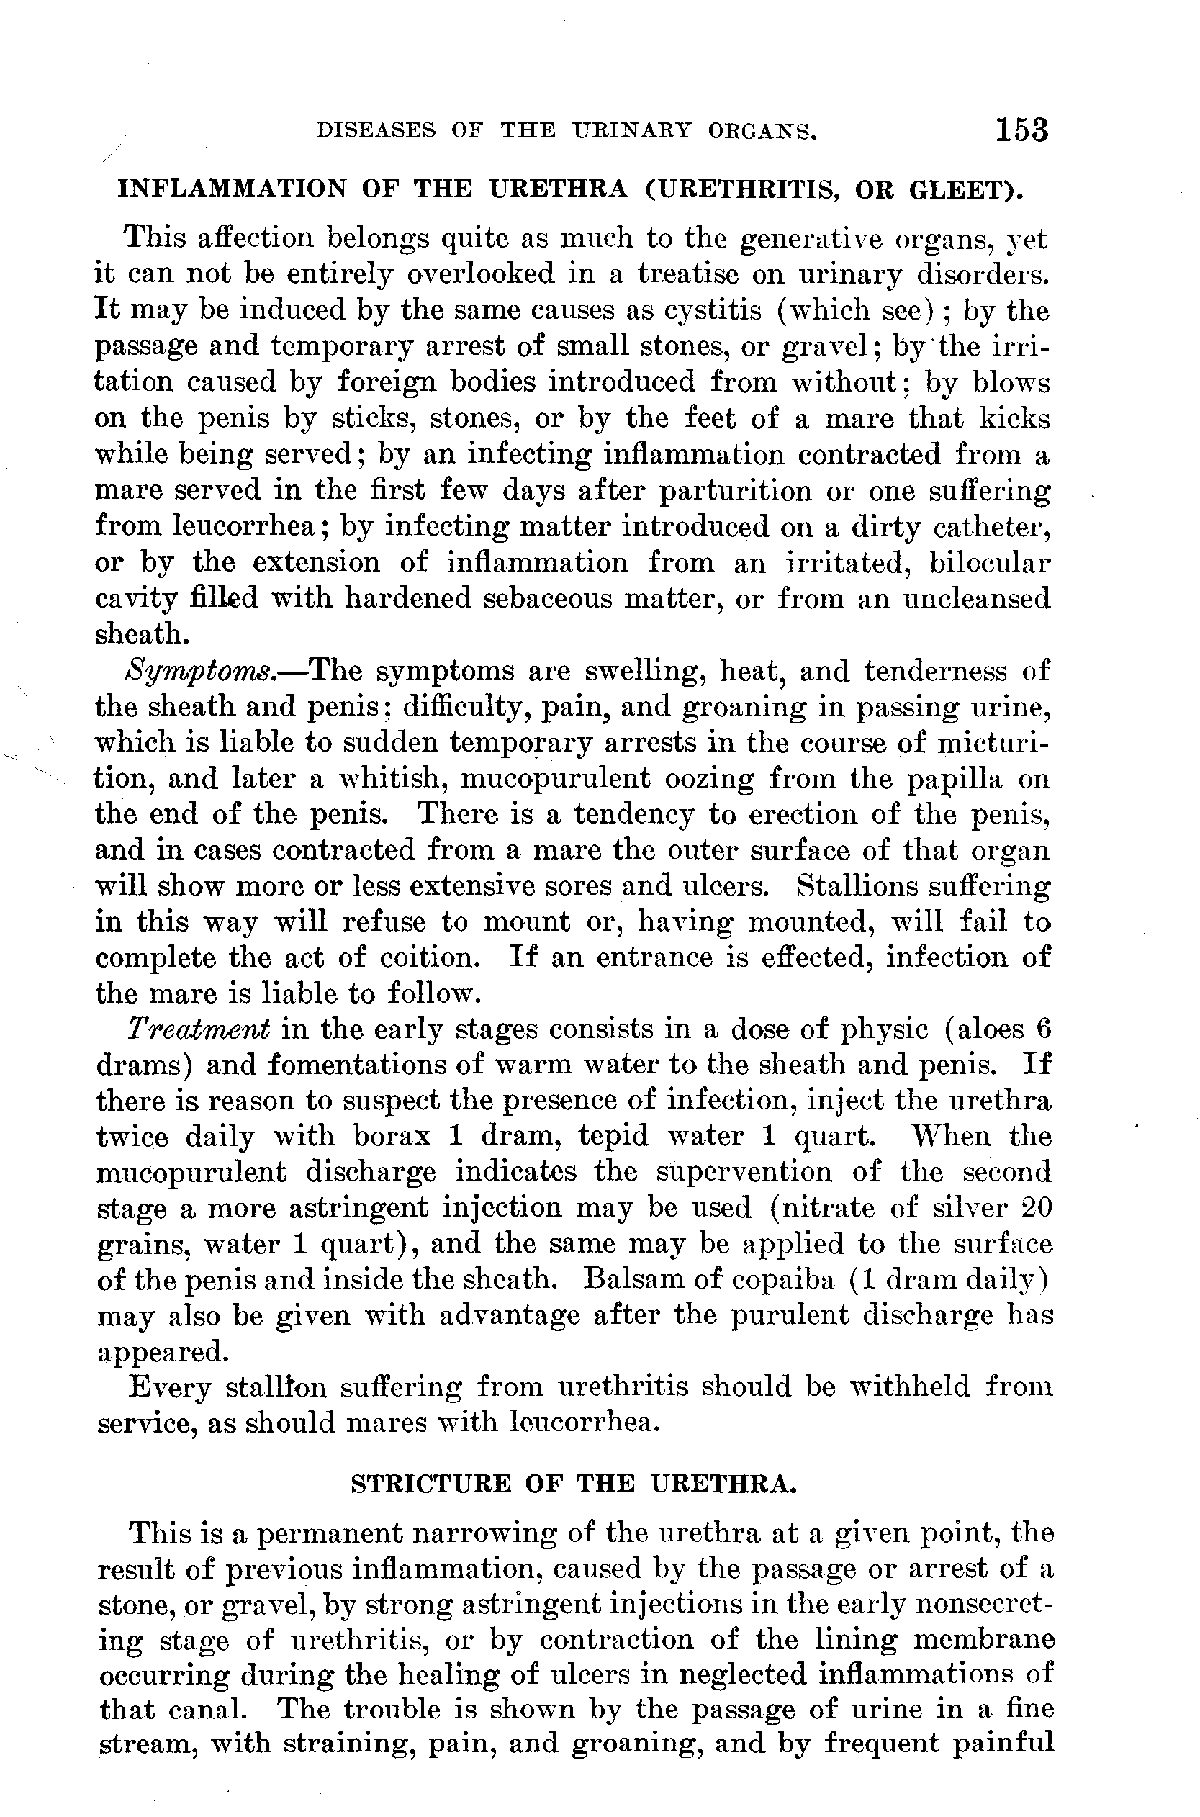 DISEASES OF THE URINARY ORGANS. 153
INFLAMMATION OF THE URETHRA (URETHRITIS, OR GLEET).
This affection belongs quite as much to the generative organs, yet
it can not be entirely overlooked in a treatise on urinary disorders.
It may be induced by the same causes as cystitis (which see) ; by the
passage and temporary arrest of small stones, or gravel; by the irri-
tation caused by foreign bodies introduced from without; by blows
on the penis by sticks, stones, or by the feet of a mare that kicks
while being served; by an infecting inflammation contracted from a
mare served in the first few days after parturition or one suffering
from leucorrhea; by infecting matter introduced on a dirty catheter,
or by the extension of inflammation from an irritated, bilocular
cavity filled with hardened sebaceous matter, or from an uncleansed
sheath.
Symptoms.—The symptoms are swelling, heat, and tenderness of
the sheath and penis; difficulty, pain, and groaning in passing urine,
which is liable to sudden temporary arrests in the course of micturi-
tion, and later a whitish, mucopurulent oozing from the papilla on
the end of the penis. There is a tendency to erection of the penis,
and in cases contracted from a mare the outer surface of that organ
will show more or less extensive sores and ulcers. Stallions suffering
in this way will refuse to mount or, having mounted, will fail to
complete the act of coition. If an entrance is effected, infection of
the mare is liable to follow.
Treatment in the early stages consists in a dose of physic (aloes 6
drams) and fomentations of warm water to the sheath and penis. If
there is reason to suspect the presence of infection, inject the urethra
twice daily with borax 1 dram, tepid water 1 quart. When the
mucopurulent discharge indicates the supervention of the second
stage a more astringent injection may be used (nitrate of silver 20
grains, water 1 quart), and the same may be applied to the surface
of the penis and inside the sheath. Balsam of copaiba (1 dram daily)
may also be given with advantage after the purulent discharge has
appeared.
Every stallion suffering from urethritis should be withheld from
service, as should mares with leucorrhea.
STRICTURE OF THE URETHRA.
This is a permanent narrowing of the urethra at a given point, the
result of previous inflammation, caused by the passage or arrest of a
stone, or gravel, by strong astringent injections in the early nonsecret-
ing stage of urethritis, or by contraction of the lining membrane
occurring during the healing of ulcers in neglected inflammations of
that canal. The trouble is shown by the passage of urine in a fine
stream, with straining, pain, and groaning, and by frequent painful